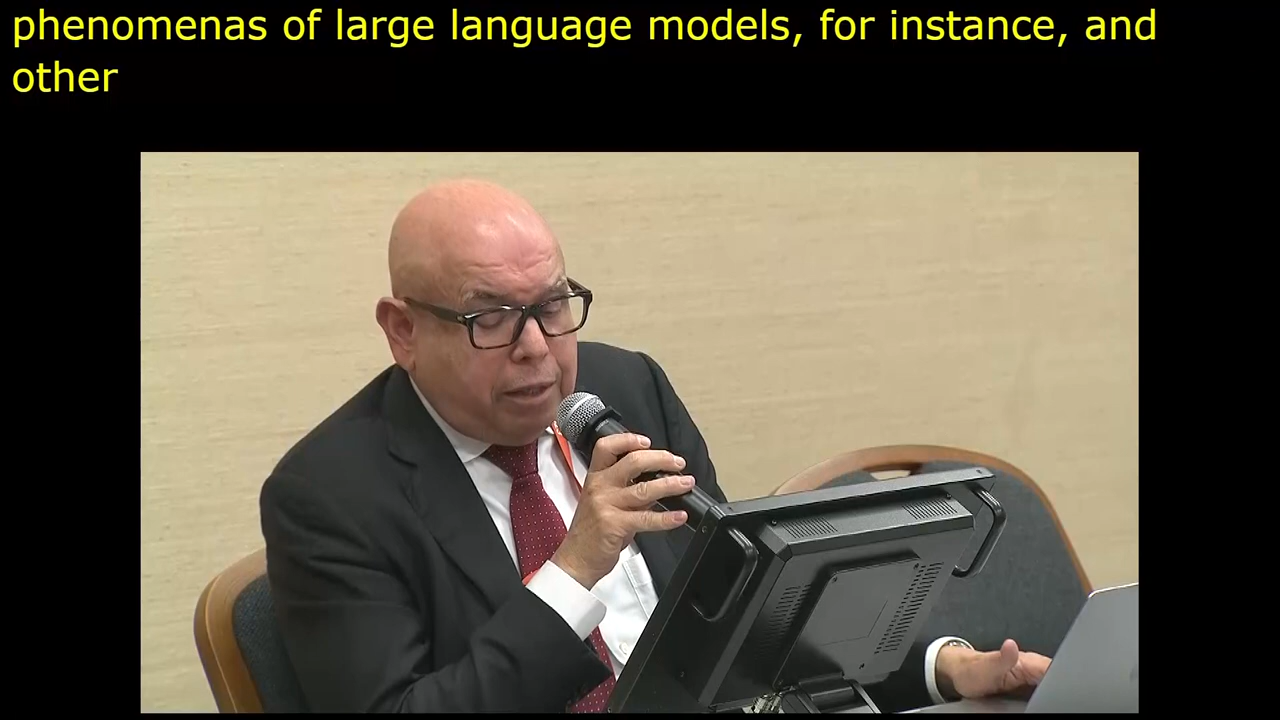 phenomenas of large language models, for instance, and
other